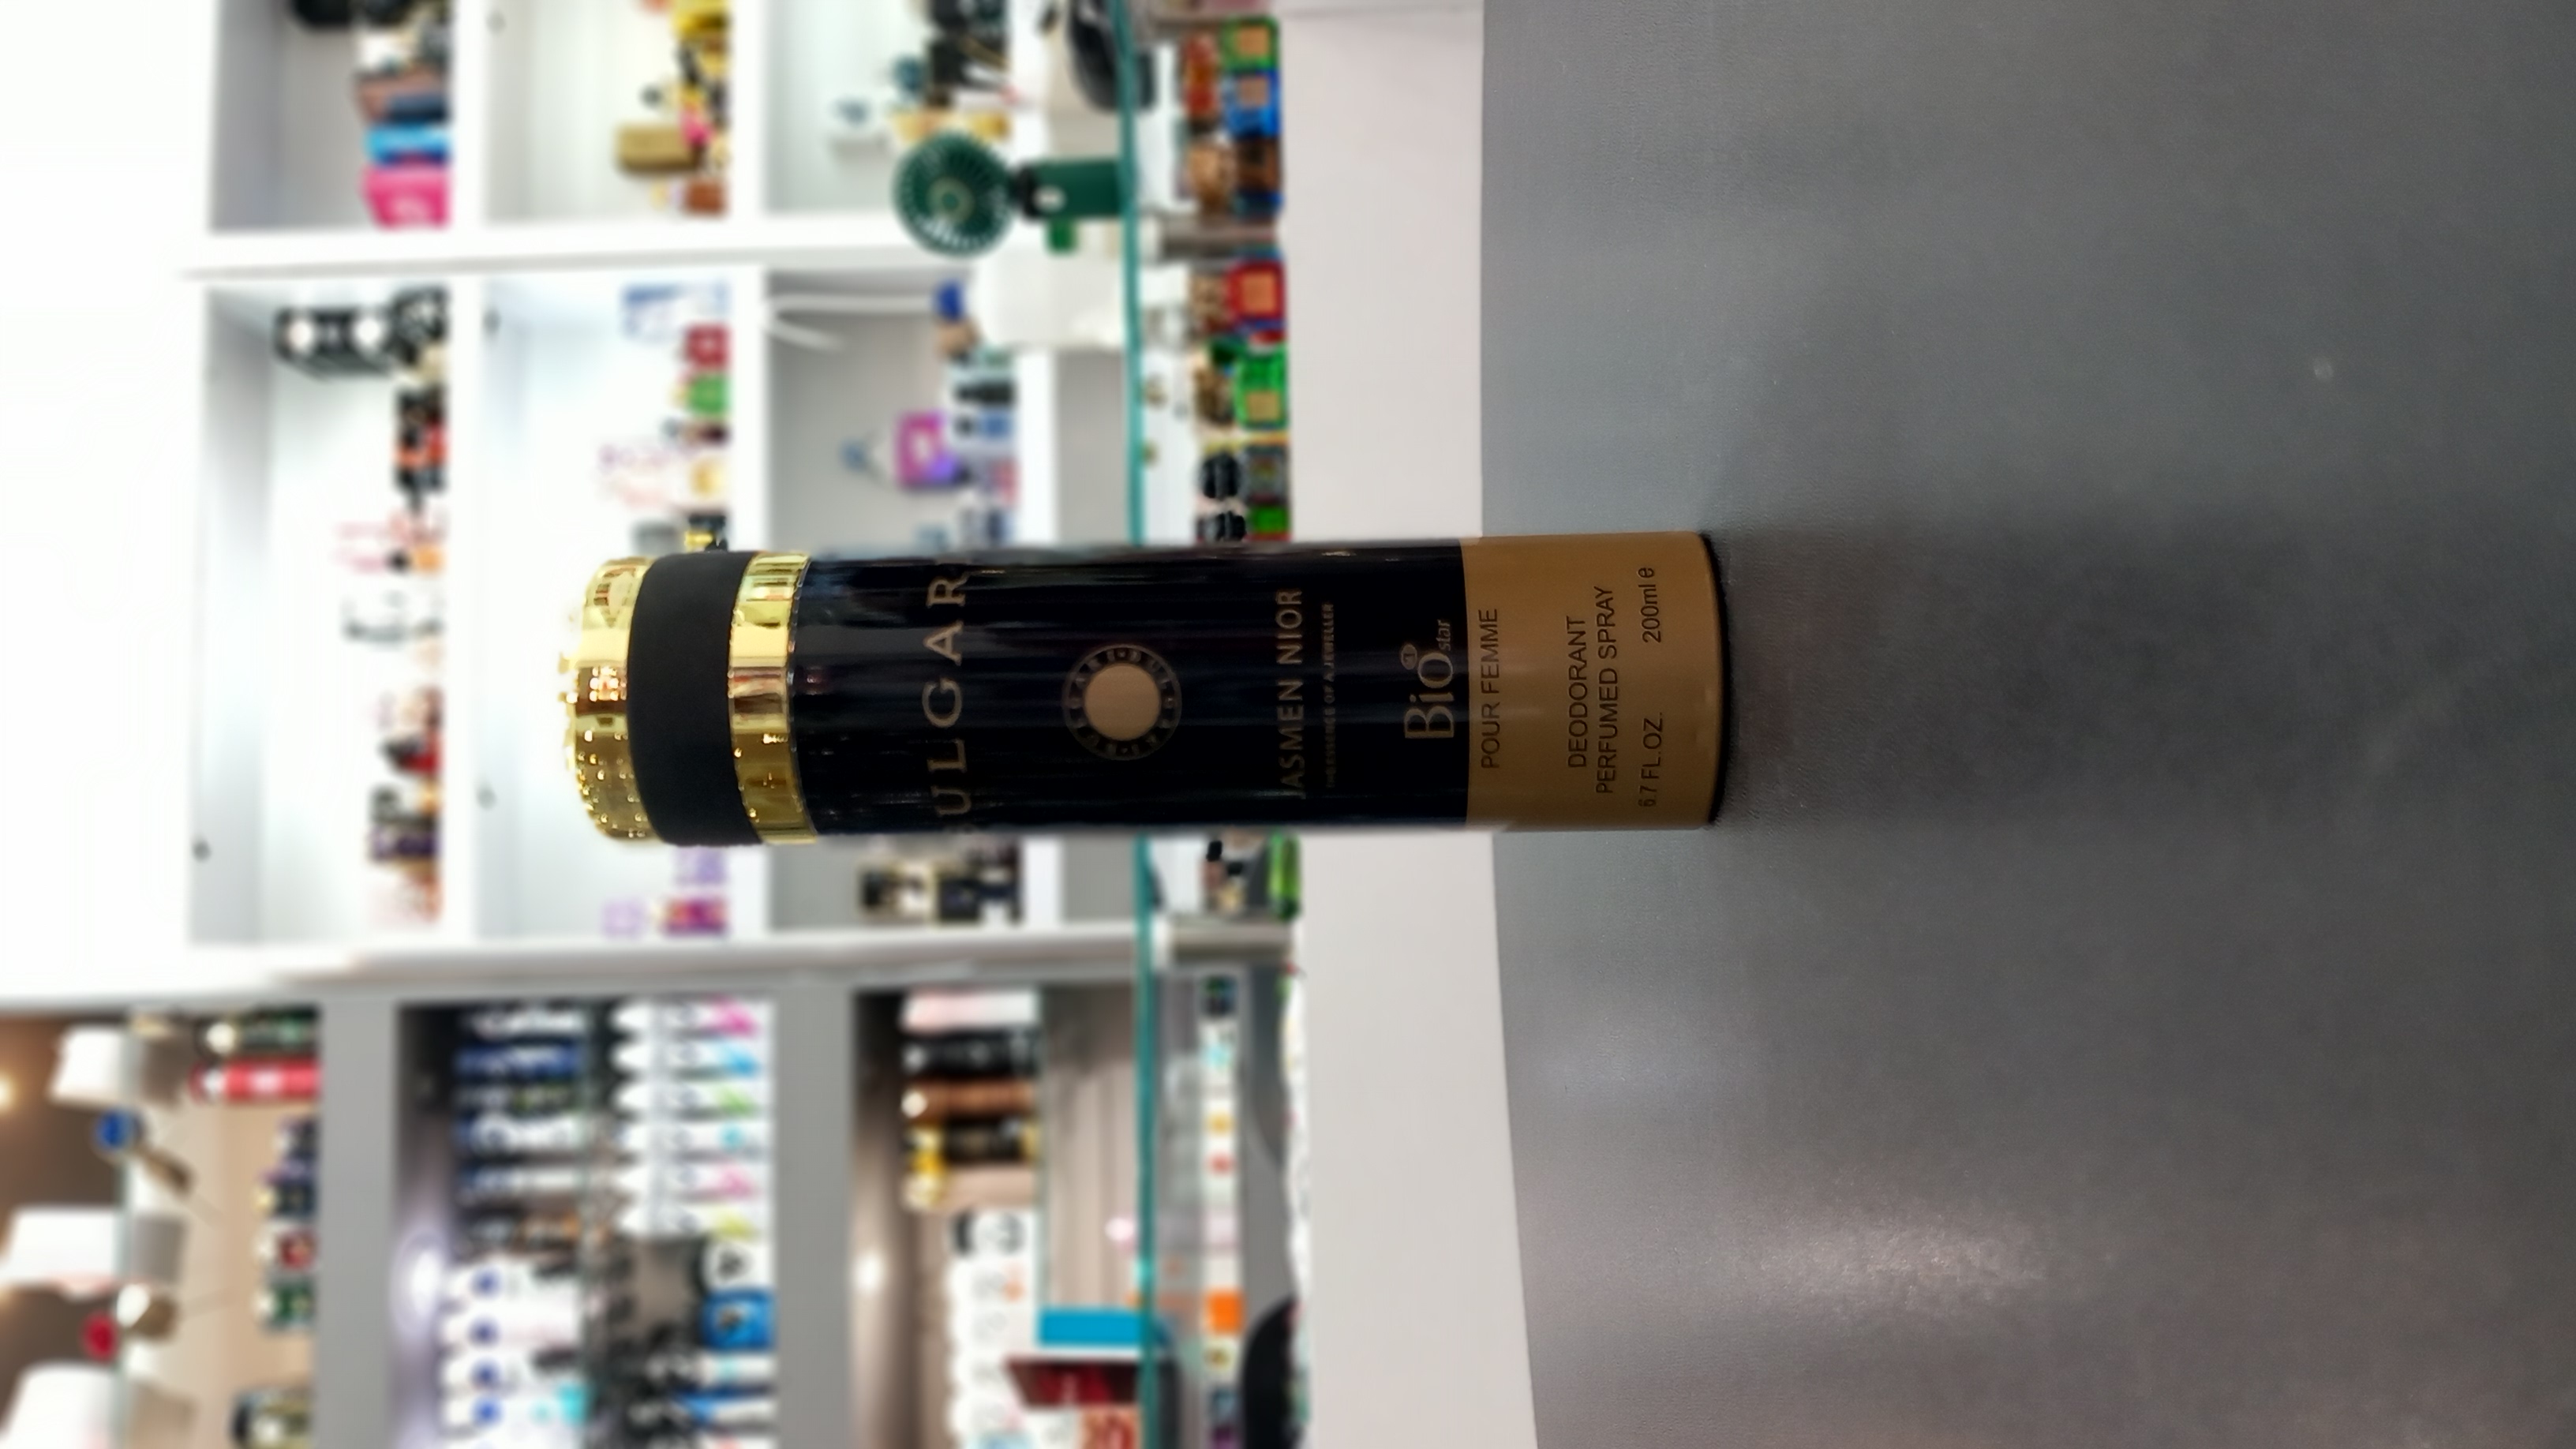 BULGARI
JASMEN NIOR
THE ESSENCE OF A JEWELLER
Bio star
POUR FEMME
DEODORANT
PERFUMED SPRAY
6.7 FL.OZ. 200ml e